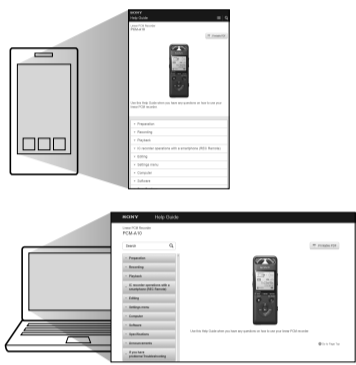 SONY
Help Guide
Linear PCM Recorder
PCM-A10
Use this Help Guide when you have any questions on how to use your
linear PCM recorder.
Preparation
Recording
Playback
IC recorder operations with a smartphone (REC Remote)
Editing
Settings menu
Computer
Software
SONY Help Guide
Linear PCM Recorder
PCM-A10
Search
Preparation
Recording
Playback
IC recorder operations with a
smartphone (REC Remote)
Editing
Settings menu
Computer
Software
Specifications
Announcements
If you have
problems/Troubleshooting
Use this Help Guide when you have any questions on how to use your linear PCM recorder.